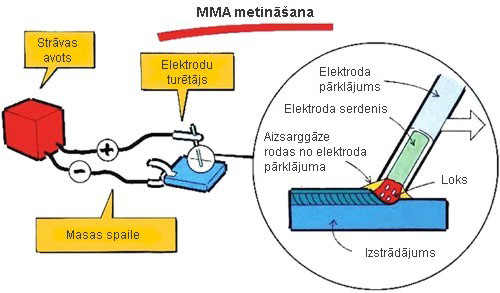 MMA metināšana
Strāvas
avots
Elektrodu
turētājs
+
-
Masas spaile
Elektroda
pārklājums
Elektroda serdenis
Aizsarggāze
rodas no elektroda
pārklājuma
Loks
Izstrādājums